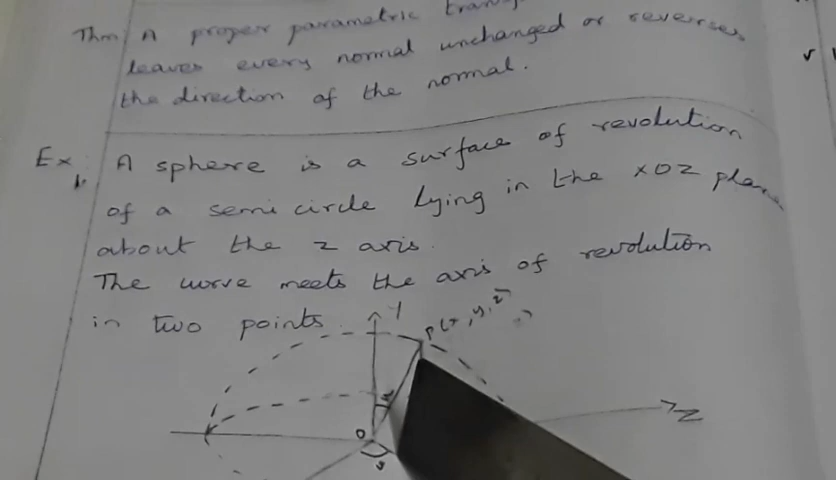 Thm A proper parametric
leaves every normal unchanged or reverses
the direction of the normal.
Ex 1. A sphere is a surface of revolution
of a semi circle lying in the XOZ plane
about the z axis.
The curve meets the axis of revolution
in two points.
Y
P(x, y, z)
Z
O